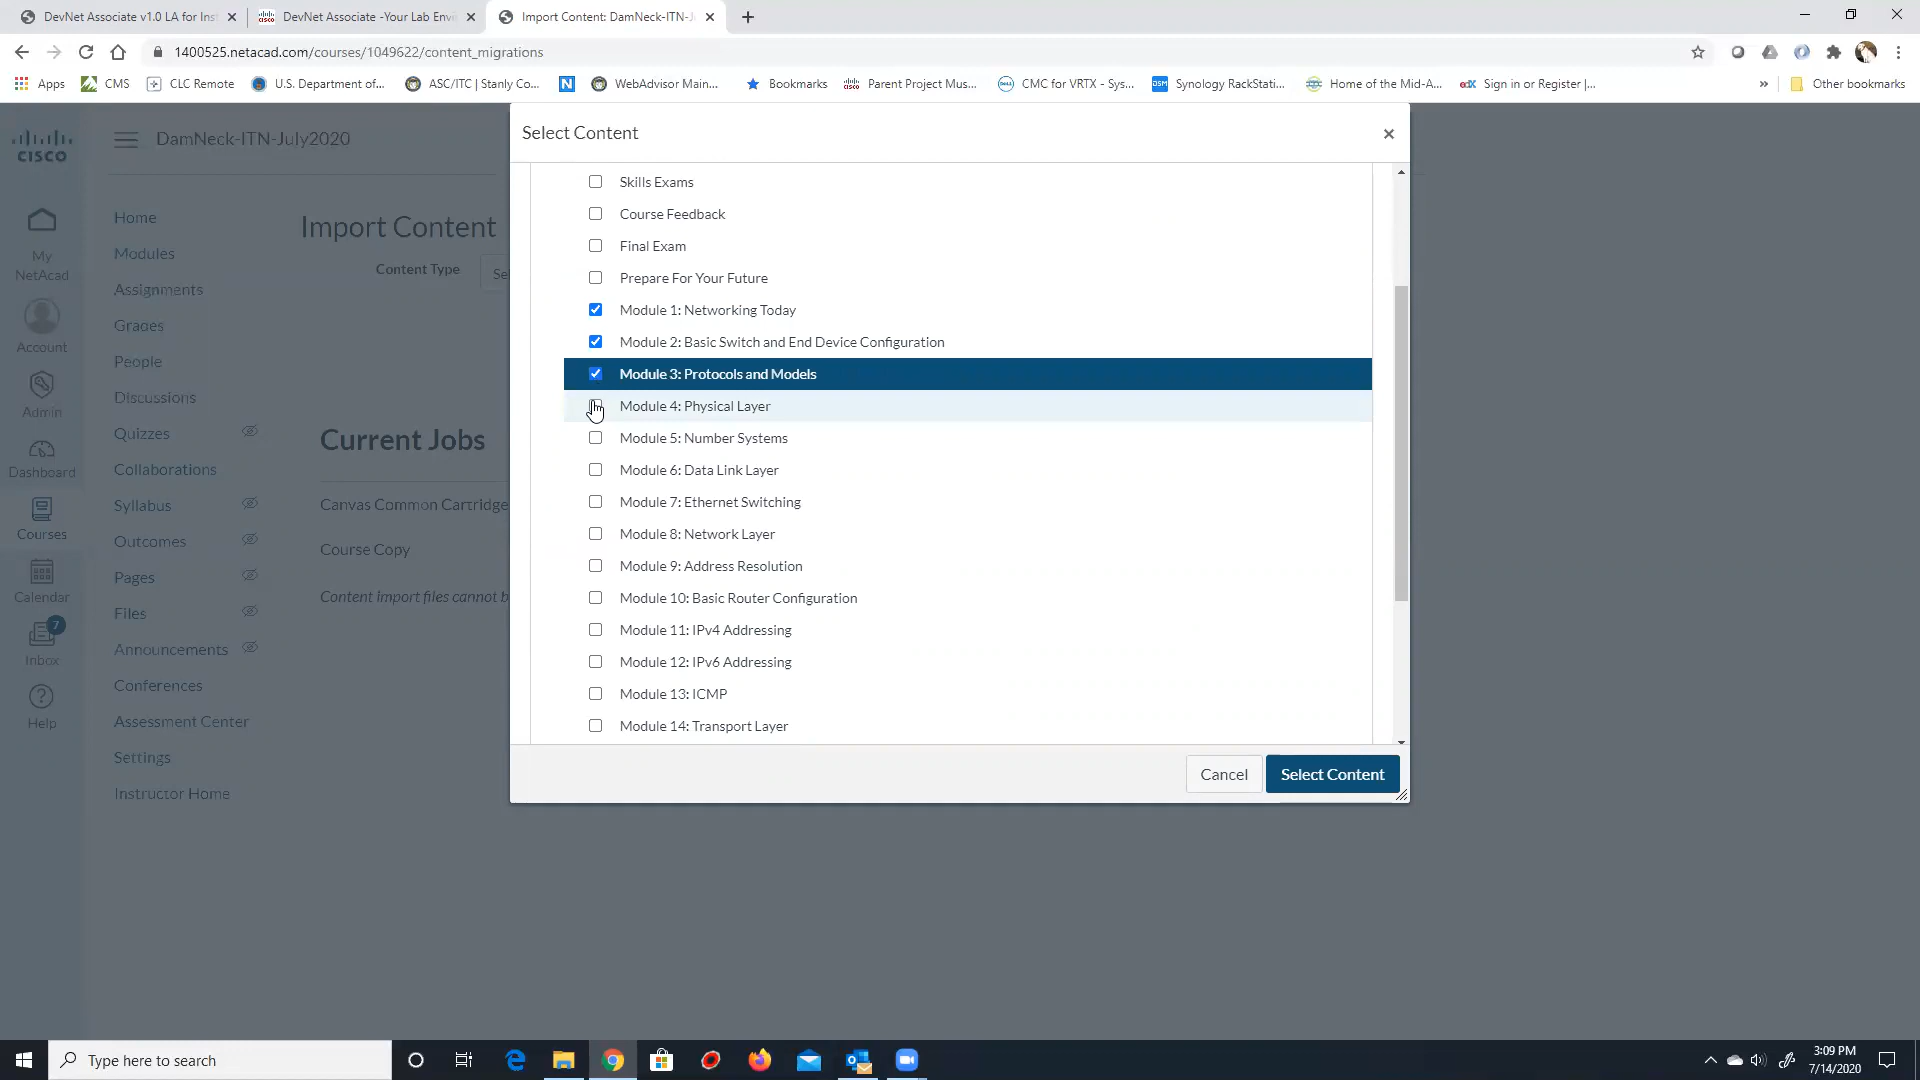 DevNet Associate v1.0 LA for Inst
DevNet Associate -Your Lab Envi
Import Content: DamNeck-ITN-J
1400525.netacad.com/courses/1049622/content_migrations
Apps
CMS
CLC Remote
U.S. Department of...
ASC/ITC | Stanly Co...
WebAdvisor Main...
Bookmarks
Parent Project Mus...
CMC for VRTX - Sys...
Synology RackStati...
Home of the Mid-A...
Sign in or Register |...
»
Other bookmarks
CISCO
DamNeck-ITN-July2020
My NetAcad
Account
Admin
Dashboard
Courses
Calendar
7
Inbox
Help
Home
Modules
Assignments
Grades
People
Discussions
Quizzes
Collaborations
Syllabus
Outcomes
Pages
Files
Announcements
Conferences
Assessment Center
Settings
Instructor Home
Import Content
Content Type
Se
Current Jobs
Canvas Common Cartridge
Course Copy
Content import files cannot b
Select Content
Skills Exams
Course Feedback
Final Exam
Prepare For Your Future
Module 1: Networking Today
Module 2: Basic Switch and End Device Configuration
Module 3: Protocols and Models
Module 4: Physical Layer
Module 5: Number Systems
Module 6: Data Link Layer
Module 7: Ethernet Switching
Module 8: Network Layer
Module 9: Address Resolution
Module 10: Basic Router Configuration
Module 11: IPv4 Addressing
Module 12: IPv6 Addressing
Module 13: ICMP
Module 14: Transport Layer
Cancel
Select Content
Type here to search
3:09 PM
7/14/2020